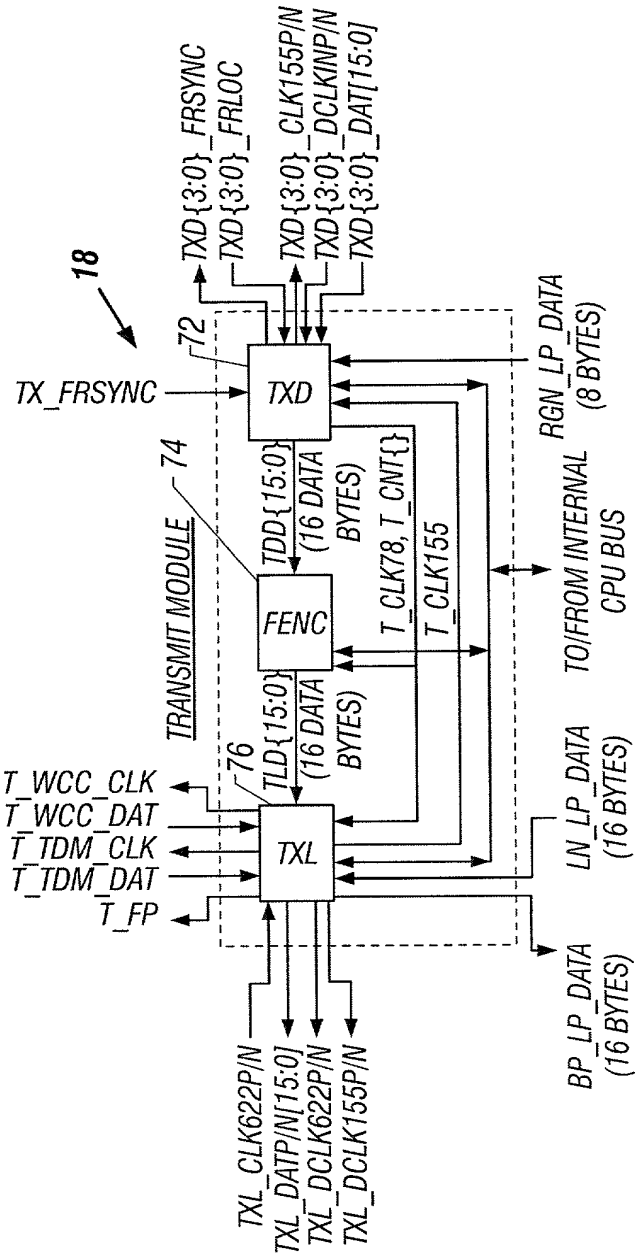 18
TRANSMIT MODULE
TX_FRSYNC
TXD{3:0}_FRSYNC
TXD{3:0}_FRLOC
TXD{3:0}_CLK155P/N
TXD{3:0}_DCLKINP/N
TXD{3:0}_DAT[15:0]
72
TXD
74
FENC
76
TXL
TDD{15:0}
(16 DATA
BYTES)
TLD{15:0}
(16 DATA
BYTES)
T_CLK78, T_CNT{}
T_CLK155
T_WCC_CLK
T_WCC_DAT
T_TDM_CLK
T_TDM_DAT
T_FP
TXL_CLK622P/N
TXL_DATP/N[15:0]
TXL_DCLK622P/N
TXL_DCLK155P/N
BP_LP_DATA
(16 BYTES)
LN_LP_DATA
(16 BYTES)
TO/FROM INTERNAL
CPU BUS
RGN_LP_DATA
(8 BYTES)